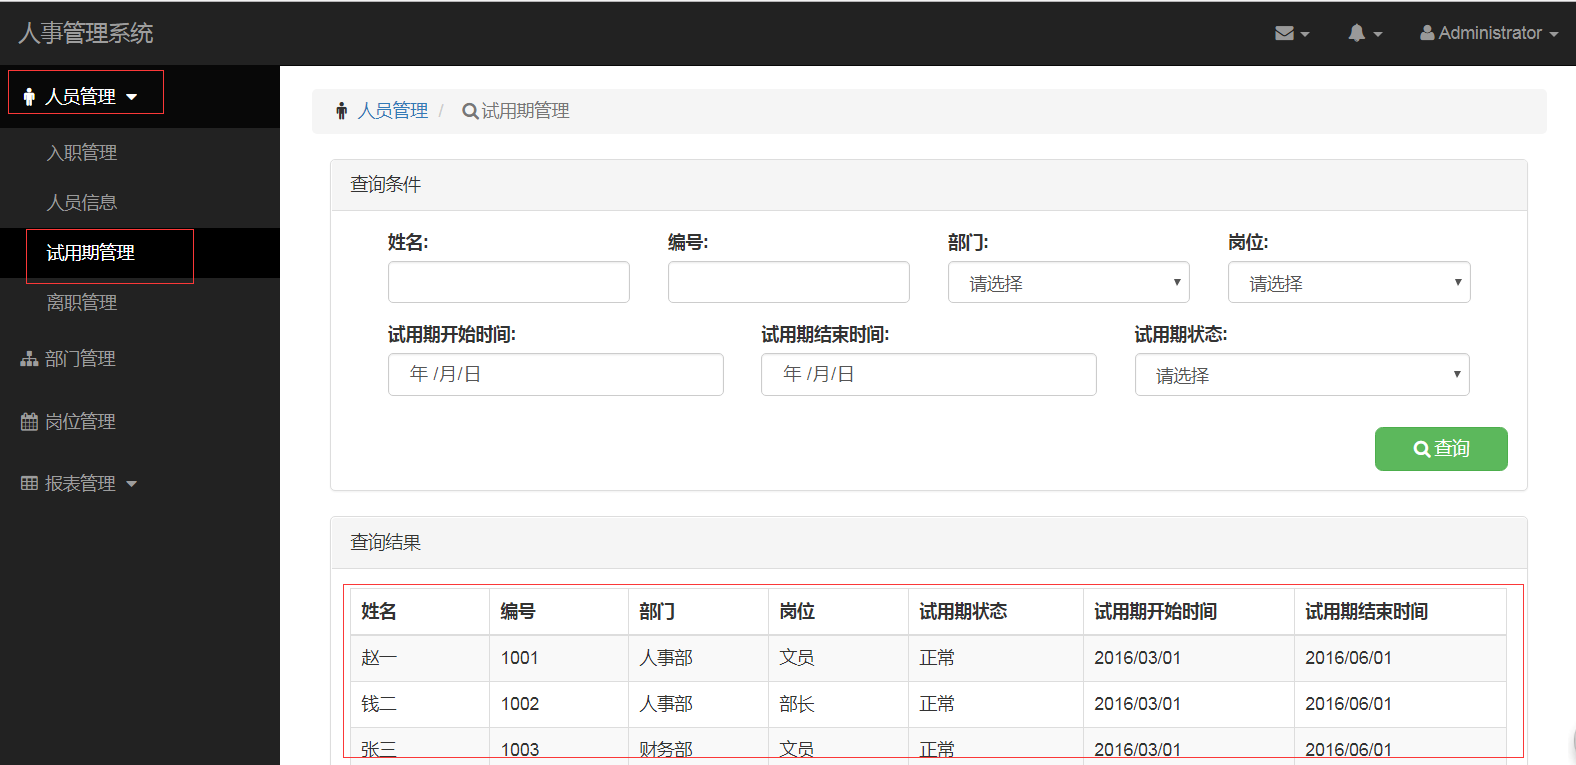 人事管理系统
Administrator
人员管理
入职管理
人员信息
试用期管理
离职管理
部门管理
岗位管理
报表管理
人员管理 / 试用期管理
查询条件
姓名: 编号: 部门: 岗位:
请选择 请选择
试用期开始时间: 试用期结束时间: 试用期状态:
年 /月/日 年 /月/日 请选择
查询
查询结果
姓名 编号 部门 岗位 试用期状态 试用期开始时间 试用期结束时间
赵一 1001 人事部 文员 正常 2016/03/01 2016/06/01
钱二 1002 人事部 部长 正常 2016/03/01 2016/06/01
张三 1003 财务部 文员 正常 2016/03/01 2016/06/01